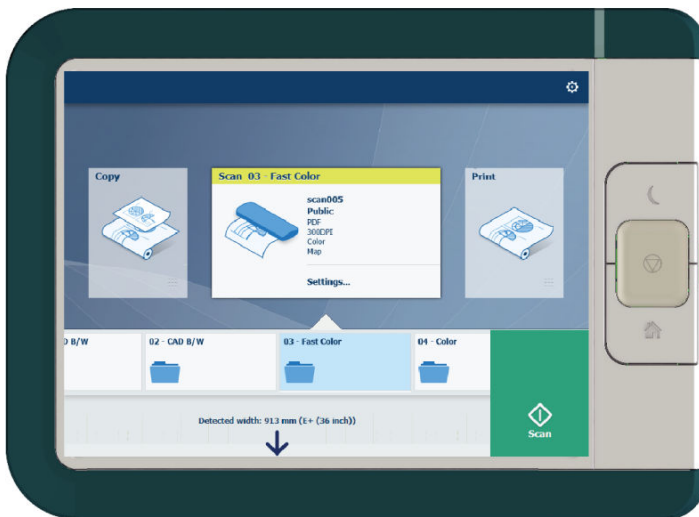 Copy
Scan 03 - Fast Color
scan005
Public
PDF
300DPI
Color
Map
Settings...
Print
D B/W
02 - CAD B/W
03 - Fast Color
04 - Color
Detected width: 913 mm (E+ (36 inch))
Scan